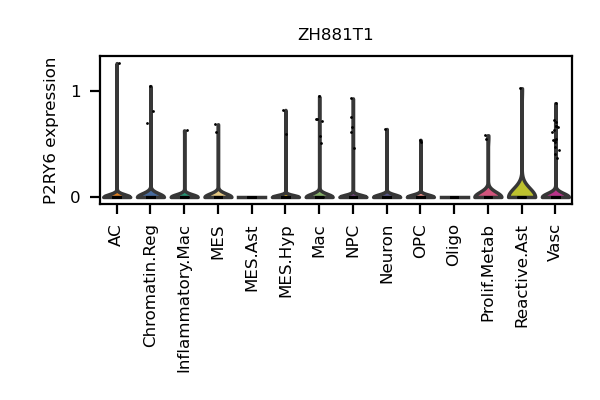 ZH881T1
P2RY6 expression
1
0
AC
Chromatin.Reg
Inflammatory.Mac
MES
MES.Ast
MES.Hyp
Mac
NPC
Neuron
OPC
Oligo
Prolif.Metab
Reactive.Ast
Vasc